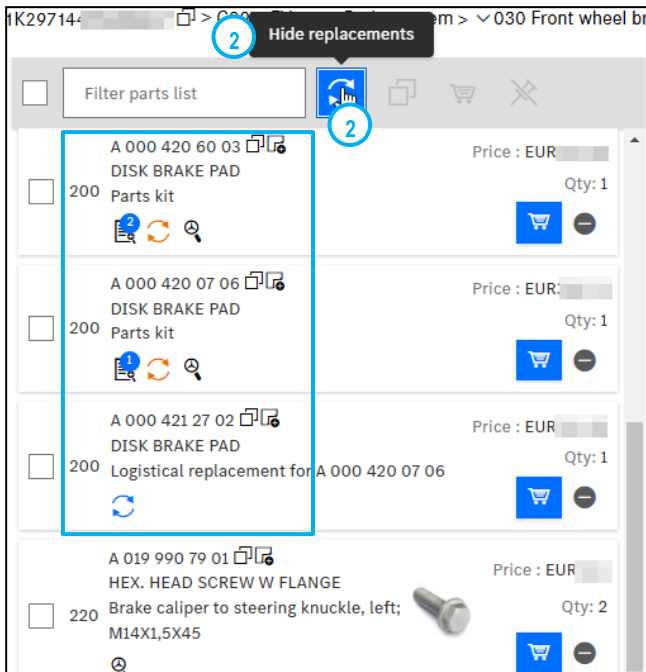 1K297144
030 Front wheel br
2
Hide replacements
Filter parts list
2
A 000 420 60 03
Price : EUR
DISK BRAKE PAD
200
Parts kit
Qty: 1
2
A 000 420 07 06
Price : EUR
DISK BRAKE PAD
200
Parts kit
Qty: 1
1
A 000 421 27 02
Price : EUR
DISK BRAKE PAD
200
Logistical replacement for A 000 420 07 06
Qty: 1
A 019 990 79 01
Price : EUR
HEX. HEAD SCREW W FLANGE
220
Brake caliper to steering knuckle, left;
Qty: 2
M14X1,5X45